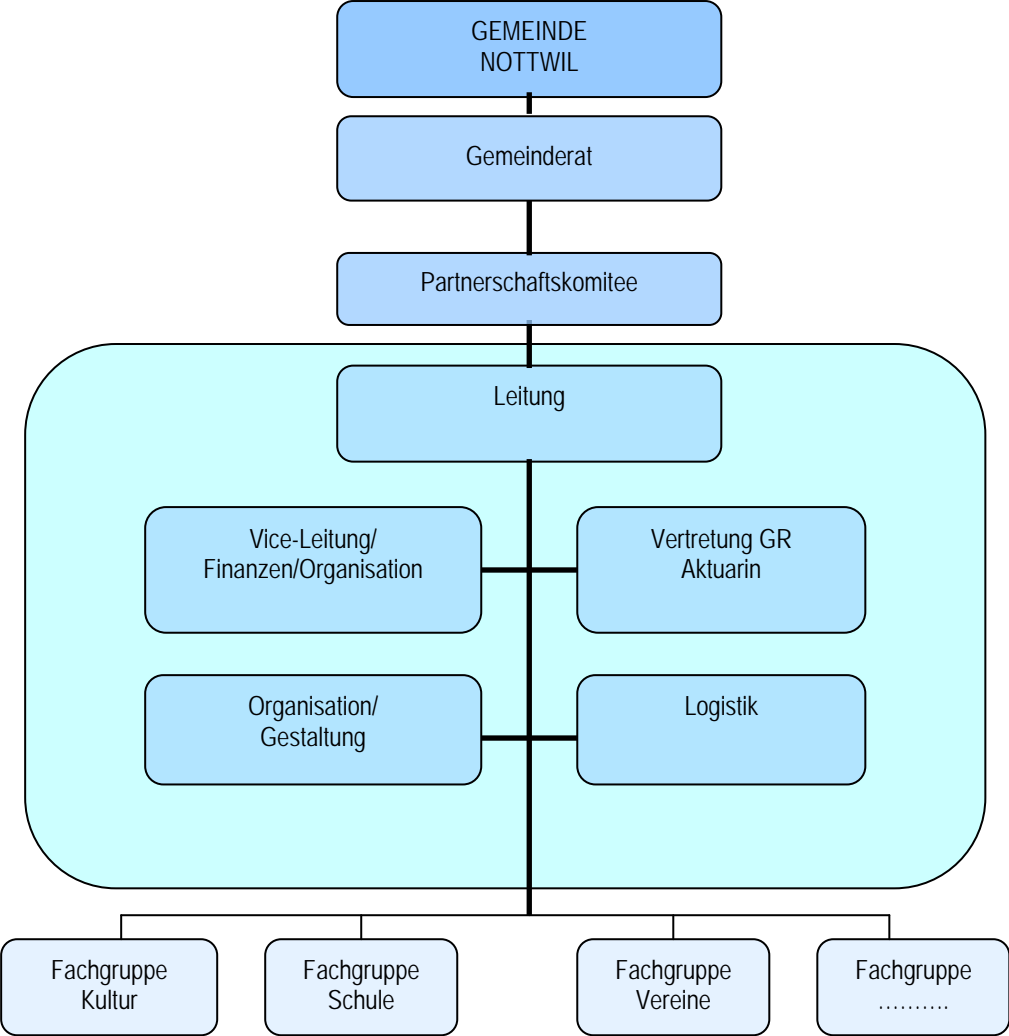 GEMEINDE
NOTTWIL
Gemeinderat
Partnerschaftskomitee
Leitung
Vice-Leitung/
Finanzen/Organisation
Vertretung GR
Aktuarin
Organisation/
Gestaltung
Logistik
Fachgruppe
Kultur
Fachgruppe
Schule
Fachgruppe
Vereine
Fachgruppe
……….